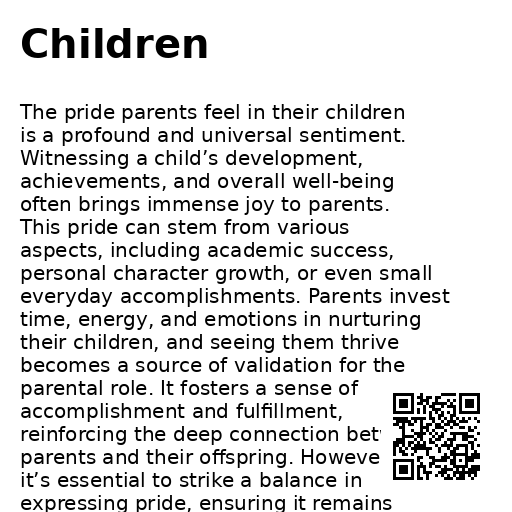 Children
The pride parents feel in their children
is a profound and universal sentiment.
Witnessing a child’s development,
achievements, and overall well-being
often brings immense joy to parents.
This pride can stem from various
aspects, including academic success,
personal character growth, or even small
everyday accomplishments. Parents invest
time, energy, and emotions in nurturing
their children, and seeing them thrive
becomes a source of validation for the
parental role. It fosters a sense of
accomplishment and fulfillment,
reinforcing the deep connection
parents and their offspring.
it’s essential to strike a balance in
expressing pride, ensuring it remains